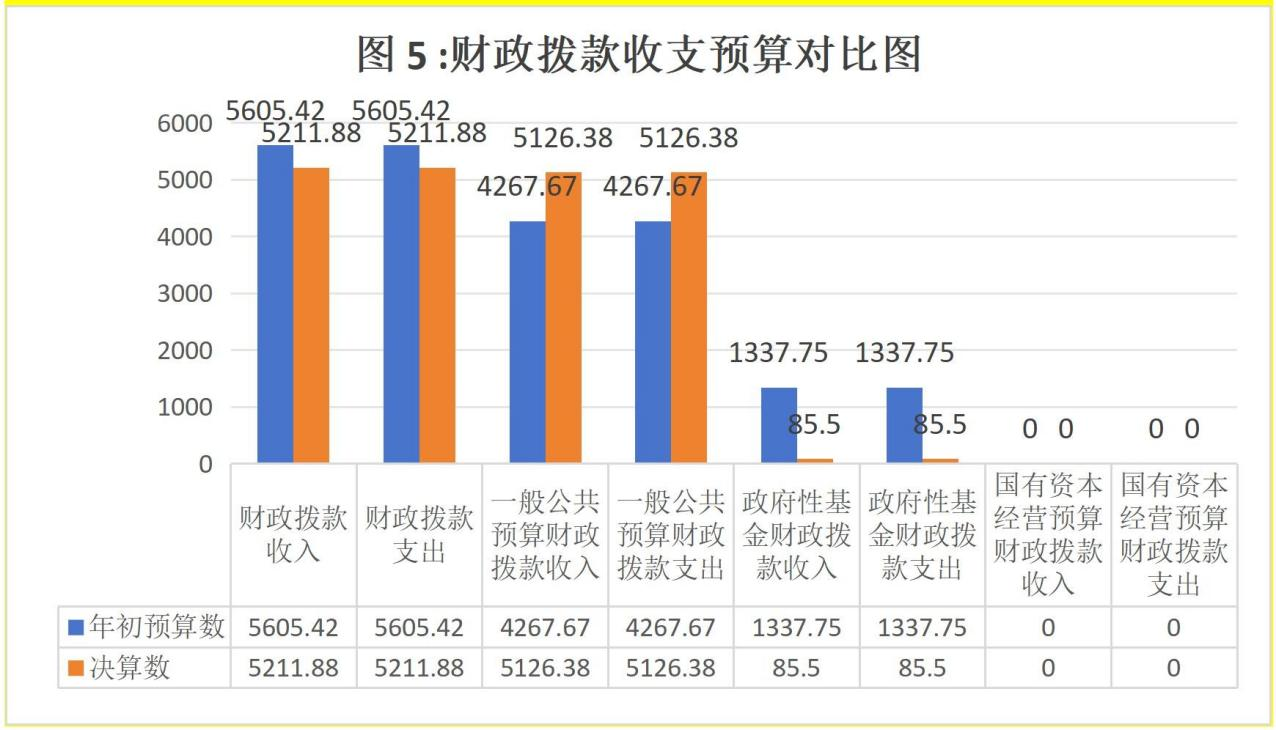 图 5 :财政拨款收支预算对比图
5605.42 5605.42
5211.88 5211.88 5126.38 5126.38
4267.67 4267.67
1337.75 1337.75
85.5 85.5
0 0 0 0
6000
5000
4000
3000
2000
1000
0
财政拨款
收入
财政拨款
支出
一般公共
预算财政
拨款收入
一般公共
预算财政
拨款支出
政府性基
金财政拨
款收入
政府性基
金财政拨
款支出
国有资本
经营预算
财政拨款
收入
国有资本
经营预算
财政拨款
支出
年初预算数 5605.42 5605.42 4267.67 4267.67 1337.75 1337.75 0 0
决算数 5211.88 5211.88 5126.38 5126.38 85.5 85.5 0 0